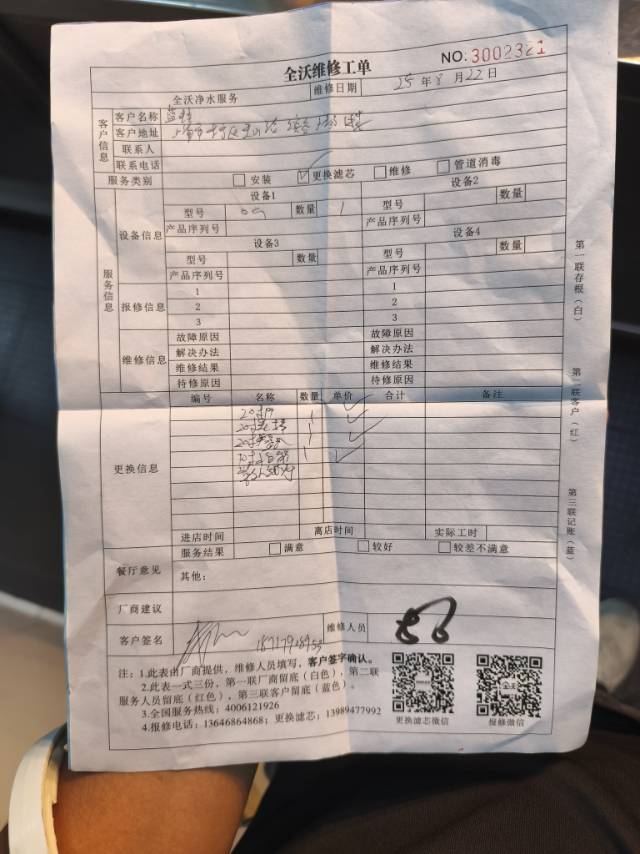 全沃维修工单
NO. 3002321
全沃净水服务 维修日期 25 年 8 月 22 日
客户信息
客户名称
客户地址
联系人
联系电话
服务类别 安装 更换滤芯 维修 管道消毒
服务信息
设备信息
设备1 设备2
型号 数量 1 型号 数量
产品序列号 产品序列号
设备3 设备4
型号 数量 型号 数量
产品序列号 产品序列号
报修信息
1 1
2 2
3 3
维修信息
故障原因 故障原因
解决办法 解决办法
维修结果 维修结果
待修原因 待修原因
更换信息
编号 名称 数量 单价 合计 备注
20寸PP 1
20寸
20寸
进店时间 离店时间 实际工时
餐厅意见
服务结果 满意 较好 较差不满意
其他：
厂商建议
客户签名 维修人员
注：1.此表由厂商提供，维修人员填写，客户签字确认。
2.此表一式三份，第一联厂商留底（白色），第二联
服务人员留底（红色），第三联客户留底（蓝色）。
3.全国服务热线：4006121926
4.报修电话：13646864868；更换滤芯：13989477992
更换滤芯微信 报修微信
第一联存根（白）
第二联客户（红）
第三联记账（蓝）